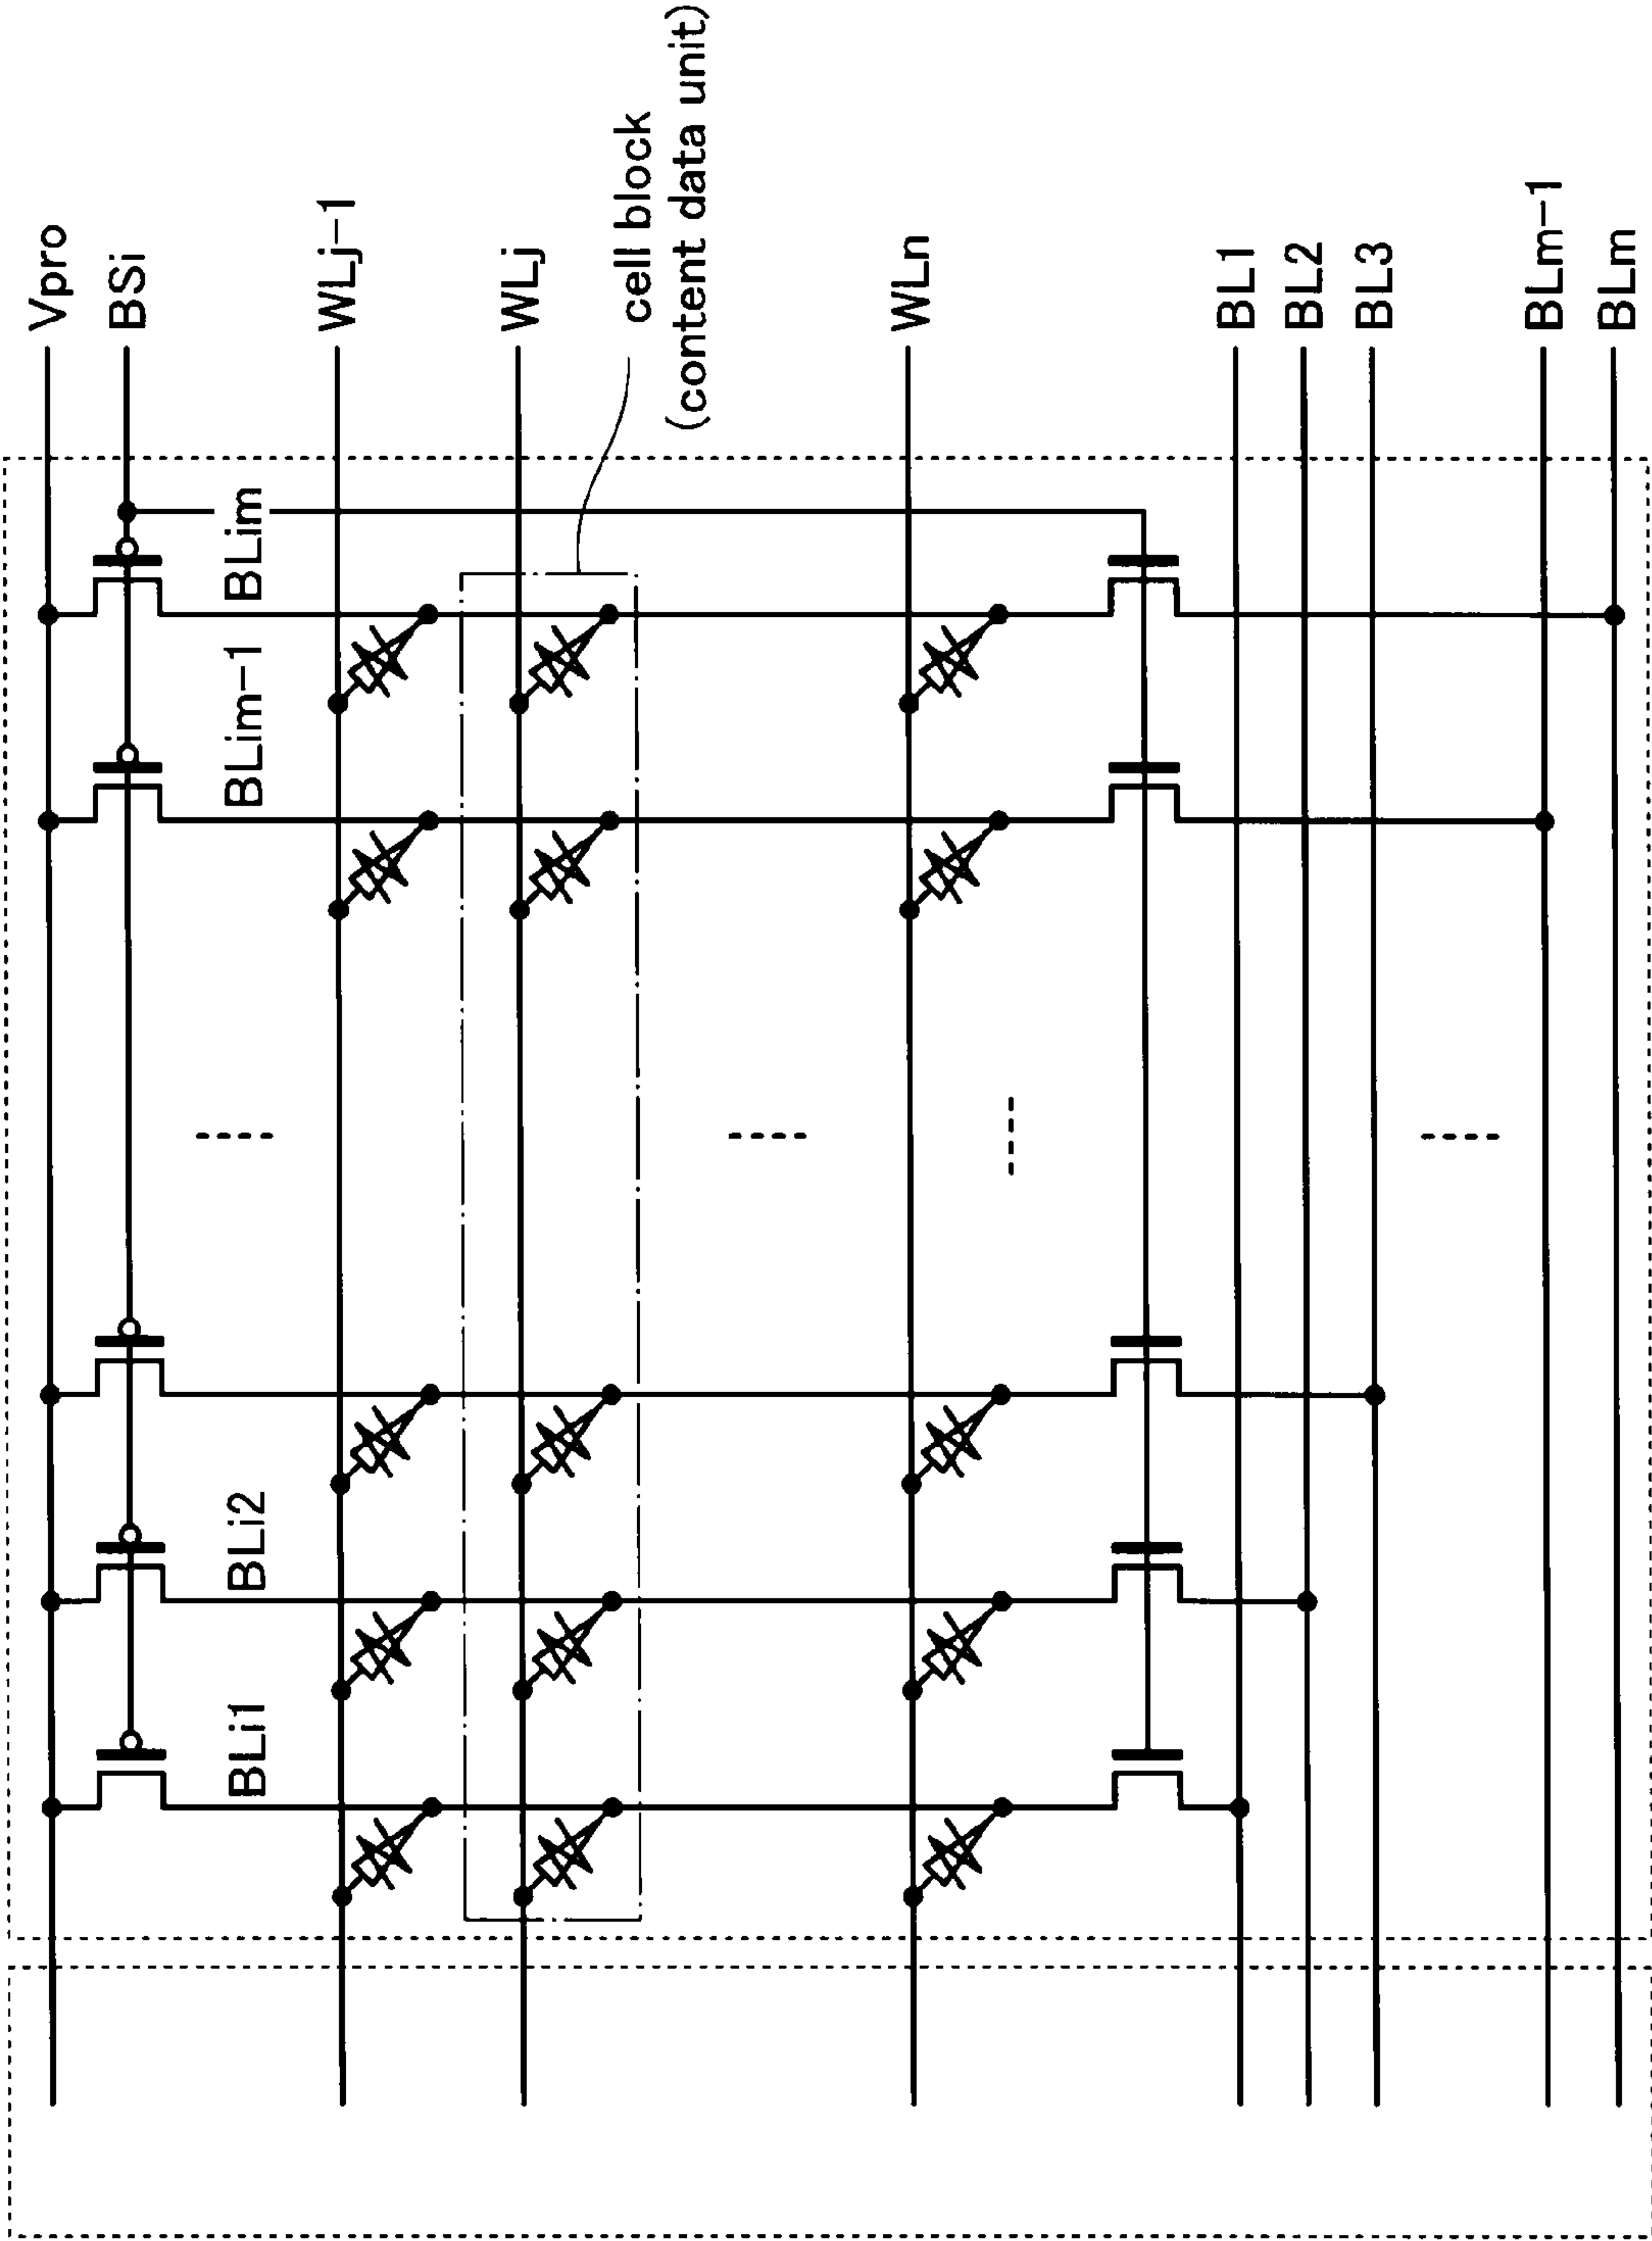 Vpro
BSi
WLj-1
WLj
cell block
(content data unit)
WLn
BL1
BL2
BL3
BLm-1
BLm
BLim
BLim-1
BLi2
BLi1